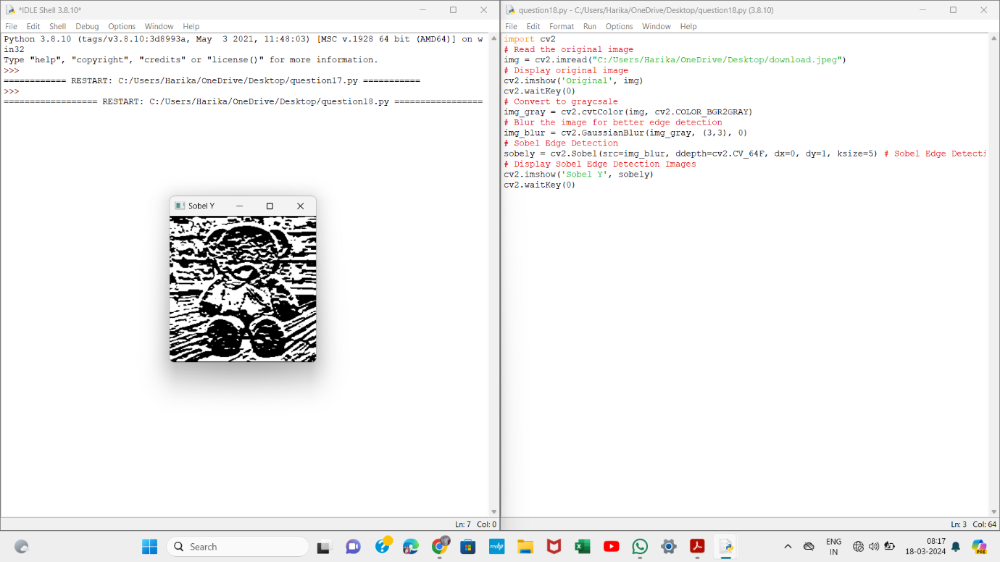 *IDLE Shell 3.8.10*
File Edit Shell Debug Options Window Help
Python 3.8.10 (tags/v3.8.10:3d8993a, May  3 2021, 11:48:03) [MSC v.1928 64 bit (AMD64)] on w
in32
Type "help", "copyright", "credits" or "license()" for more information.
>>>
============ RESTART: C:/Users/Harika/OneDrive/Desktop/question17.py ===========
>>>
================== RESTART: C:/Users/Harika/OneDrive/Desktop/question18.py =================
Sobel Y
Ln: 7 Col: 0
question18.py - C:/Users/Harika/OneDrive/Desktop/question18.py (3.8.10)
File Edit Format Run Options Window Help
import cv2
# Read the original image
img = cv2.imread("C:/Users/Harika/OneDrive/Desktop/download.jpeg")
# Display original image
cv2.imshow('Original', img)
cv2.waitKey(0)
# Convert to graycsale
img_gray = cv2.cvtColor(img, cv2.COLOR_BGR2GRAY)
# Blur the image for better edge detection
img_blur = cv2.GaussianBlur(img_gray, (3,3), 0)
# Sobel Edge Detection
sobely = cv2.Sobel(src=img_blur, ddepth=cv2.CV_64F, dx=0, dy=1, ksize=5) # Sobel Edge Detecti
# Display Sobel Edge Detection Images
cv2.imshow('Sobel Y', sobely)
cv2.waitKey(0)
Ln: 3 Col: 64
Search
myhp
ENG
IN
08:17
18-03-2024
PRE